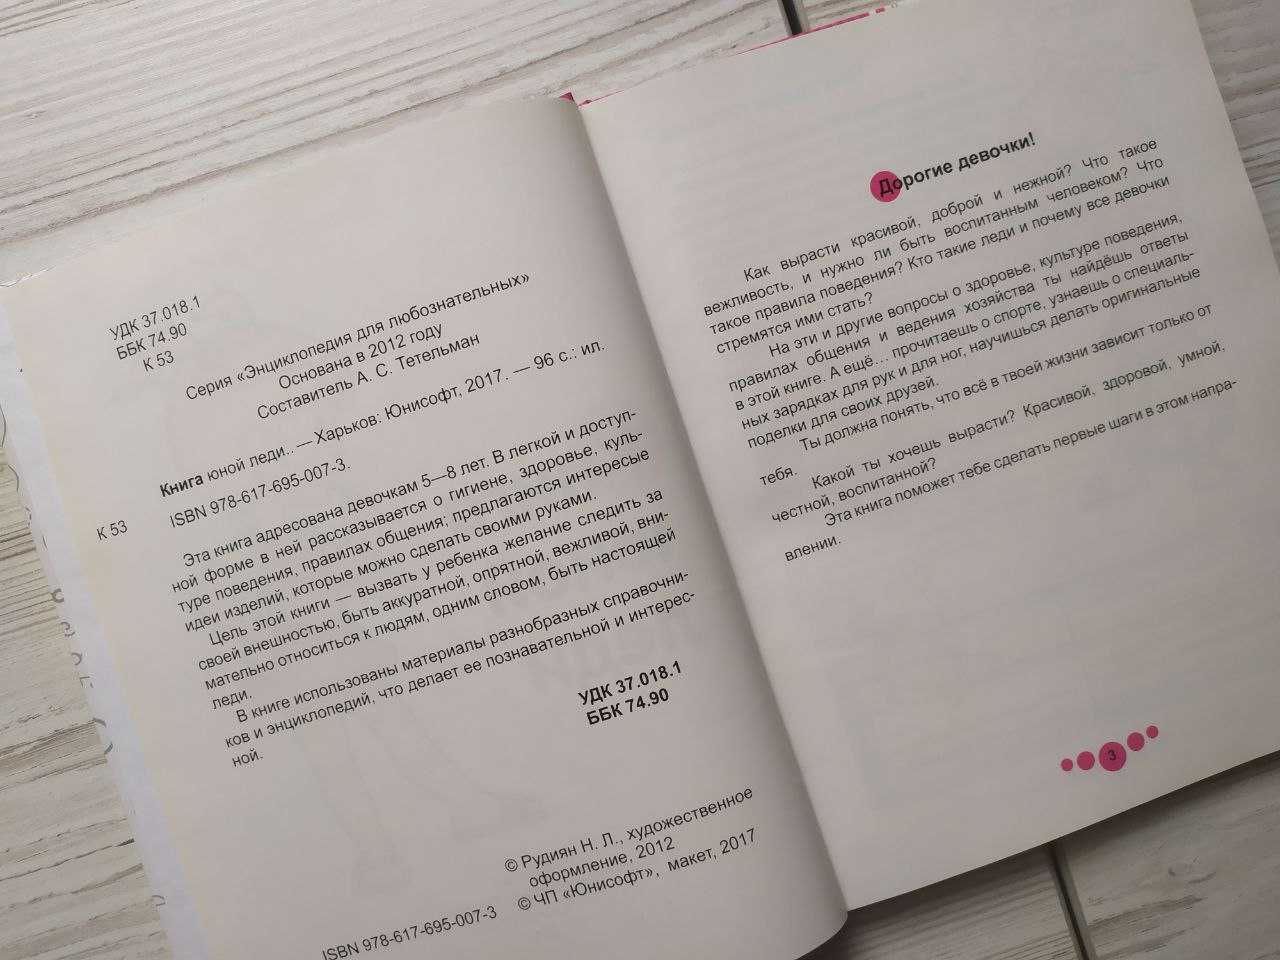 УДК 37.018.1
ББК 74.90
К 53
Серия «Энциклопедия для любознательных»
Основана в 2012 году
Составитель А. С. Тетельман
Книга юной леди.. — Харьков: Юнисофт, 2017. — 96 с.: ил.
К 53
ISBN 978-617-695-007-3.
Эта книга адресована девочкам 5—8 лет. В легкой и доступ-
ной форме в ней рассказывается о гигиене, здоровье, куль-
туре поведения, правилах общения; предлагаются интересые
идеи изделий, которые можно сделать своими руками.
Цель этой книги — вызвать у ребенка желание следить за
своей внешностью, быть аккуратной, опрятной, вежливой, вни-
мательно относиться к людям, одним словом, быть настоящей
леди.
В книге использованы материалы разнобразных справочни-
ков и энциклопедий, что делает ее познавательной и интерес-
ной.
УДК 37.018.1
ББК 74.90
© Рудиян Н. Л., художественное
оформление, 2012
© ЧП «Юнисофт», макет, 2017
ISBN 978-617-695-007-3
Дорогие девочки!
Как вырасти красивой, доброй и нежной? Что такое
вежливость, и нужно ли быть воспитанным человеком? Что
такое правила поведения? Кто такие леди и почему все девочки
стремятся ими стать?
На эти и другие вопросы о здоровье, культуре поведения,
правилах общения и ведения хозяйства ты найдёшь ответы
в этой книге. А ещё... прочитаешь о спорте, узнаешь о специаль-
ных зарядках для рук и для ног, научишься делать оригинальные
поделки для своих друзей.
Ты должна понять, что всё в твоей жизни зависит только от
тебя.
Какой ты хочешь вырасти? Красивой, здоровой, умной,
честной, воспитанной?
Эта книга поможет тебе сделать первые шаги в этом напра-
влении.
3